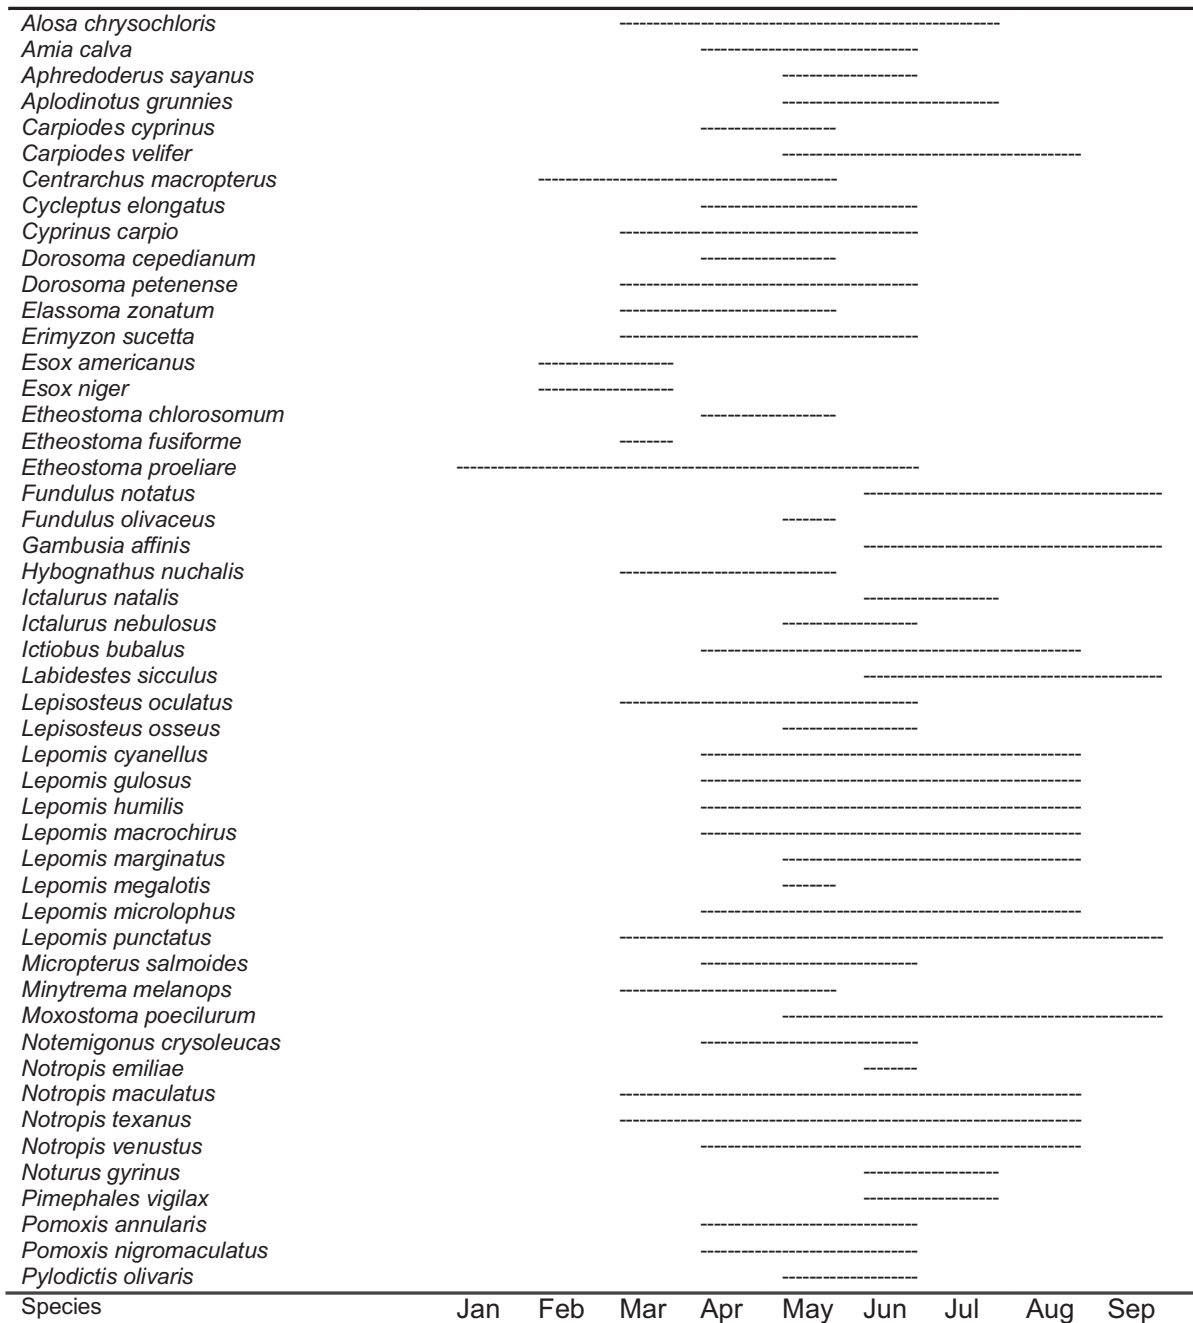 Alosa chrysochloris
Amia calva
Aphredoderus sayanus
Aplodinotus grunnies
Carpiodes cyprinus
Carpiodes velifer
Centrarchus macropterus
Cycleptus elongatus
Cyprinus carpio
Dorosoma cepedianum
Dorosoma petenense
Elassoma zonatum
Erimyzon sucetta
Esox americanus
Esox niger
Etheostoma chlorosomum
Etheostoma fusiforme
Etheostoma proeliare
Fundulus notatus
Fundulus olivaceus
Gambusia affinis
Hybognathus nuchalis
Ictalurus natalis
Ictalurus nebulosus
Ictiobus bubalus
Labidestes sicculus
Lepisosteus oculatus
Lepisosteus osseus
Lepomis cyanellus
Lepomis gulosus
Lepomis humilis
Lepomis macrochirus
Lepomis marginatus
Lepomis megalotis
Lepomis microlophus
Lepomis punctatus
Micropterus salmoides
Minytrema melanops
Moxostoma poecilurum
Notemigonus crysoleucas
Notropis emiliae
Notropis maculatus
Notropis texanus
Notropis venustus
Noturus gyrinus
Pimephales vigilax
Pomoxis annularis
Pomoxis nigromaculatus
Pylodictis olivaris
Species Jan Feb Mar Apr May Jun Jul Aug Sep